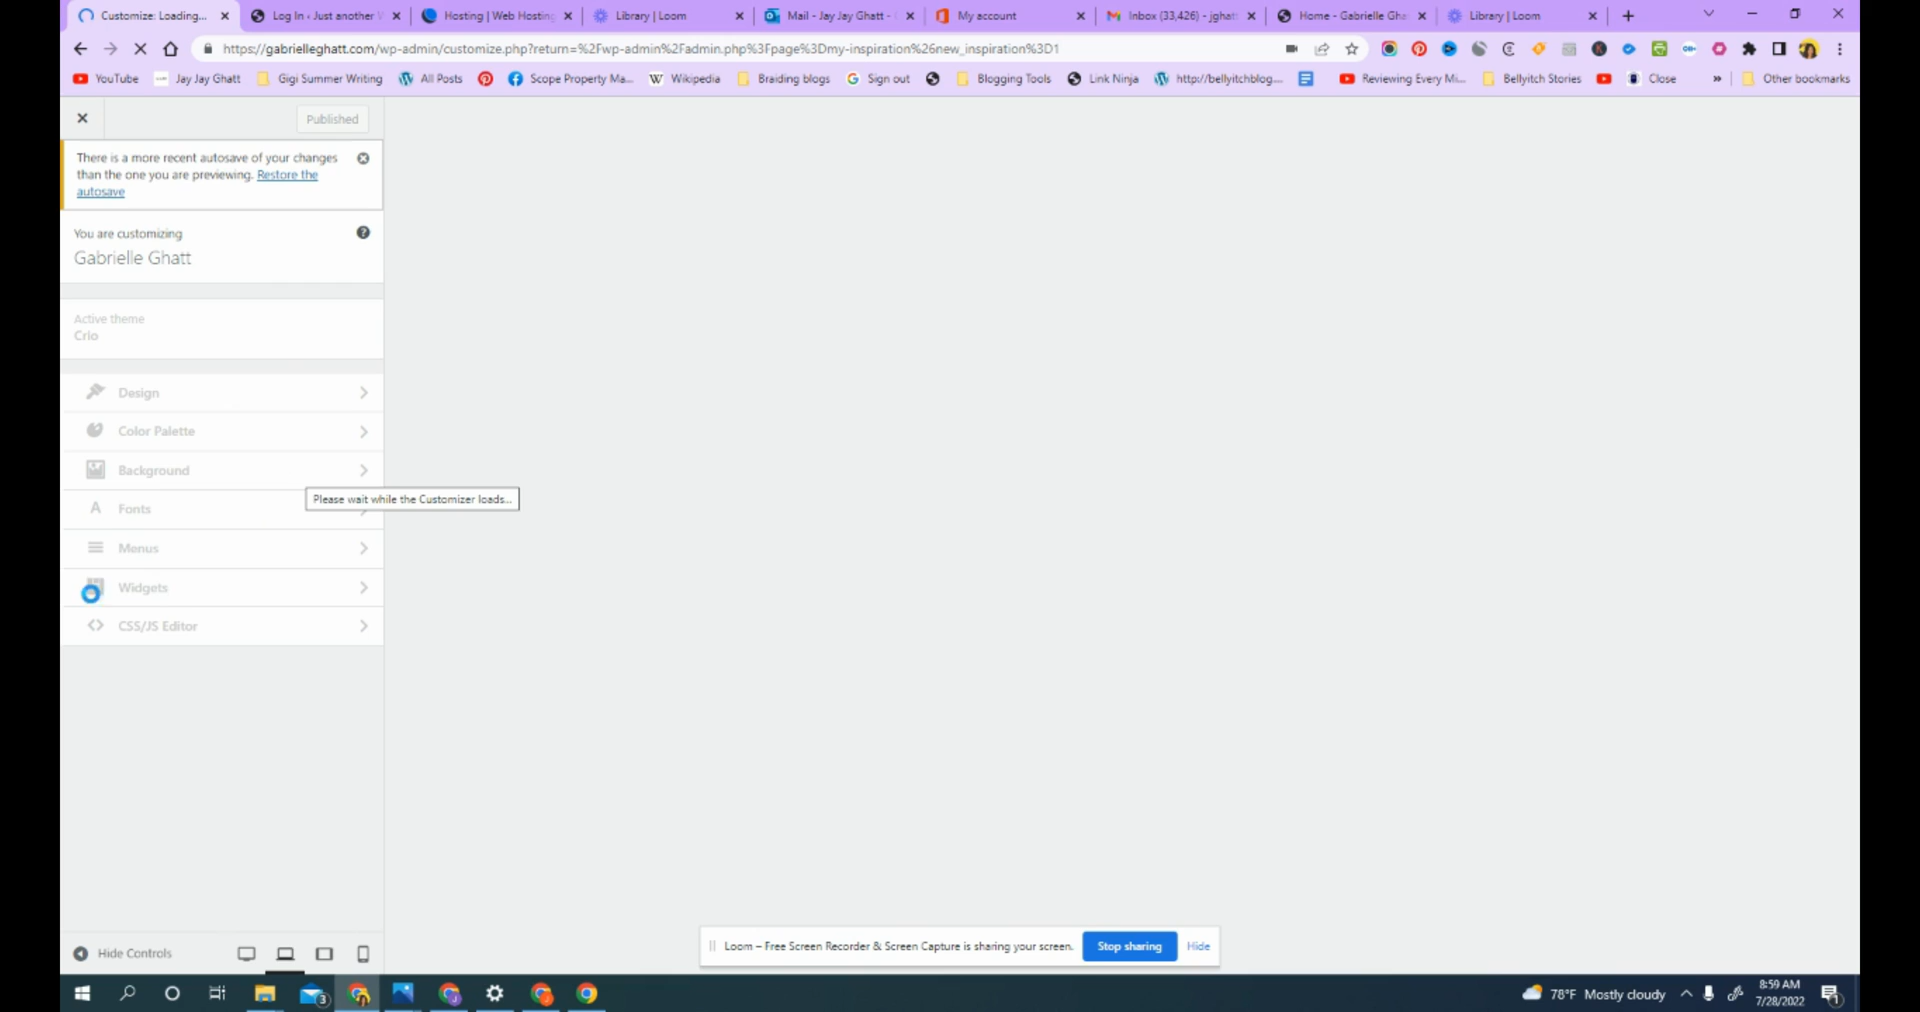 Customize: Loading...
Log In ‹ Just another W
Hosting | Web Hosting
Library | Loom
Mail - Jay Jay Ghatt -
My account
Inbox (33,426) - jghatt
Home - Gabrielle Gha
Library | Loom
https://gabrielleghatt.com/wp-admin/customize.php?return=%2Fwp-admin%2Fadmin.php%3Fpage%3Dmy-inspiration%26new_inspiration%3D1
YouTube
Jay Jay Ghatt
Gigi Summer Writing
All Posts
Scope Property Ma...
Wikipedia
Braiding blogs
Sign out
Blogging Tools
Link Ninja
http://bellyitchblog....
Reviewing Every Mi...
Bellyitch Stories
Close
»
Other bookmarks
Published
There is a more recent autosave of your changes
than the one you are previewing. Restore the
autosave
You are customizing
Gabrielle Ghatt
Active theme
Crio
Design
Color Palette
Background
Please wait while the Customizer loads...
Fonts
Menus
Widgets
CSS/JS Editor
Hide Controls
Loom – Free Screen Recorder & Screen Capture is sharing your screen.
Stop sharing
Hide
3
78°F Mostly cloudy
8:59 AM
7/28/2022
1